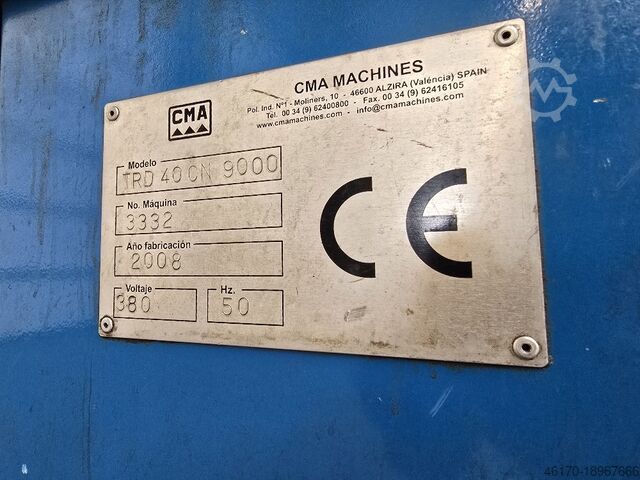 CMA MACHINES
Pol. Ind. Nº1 - Moliners, 10 - 46600 ALZIRA (Valéncia) SPAIN
Tel. 00 34 (9) 62400800 - Fax. 00 34 (9) 62416105
www.cmamachines.com - info@cmamachines.com
CMA
Modelo
TRD 40 CN 9000
No. Máquina
3332
Año fabricación
2008
Voltaje
380
Hz.
50
CE
46170-18967666